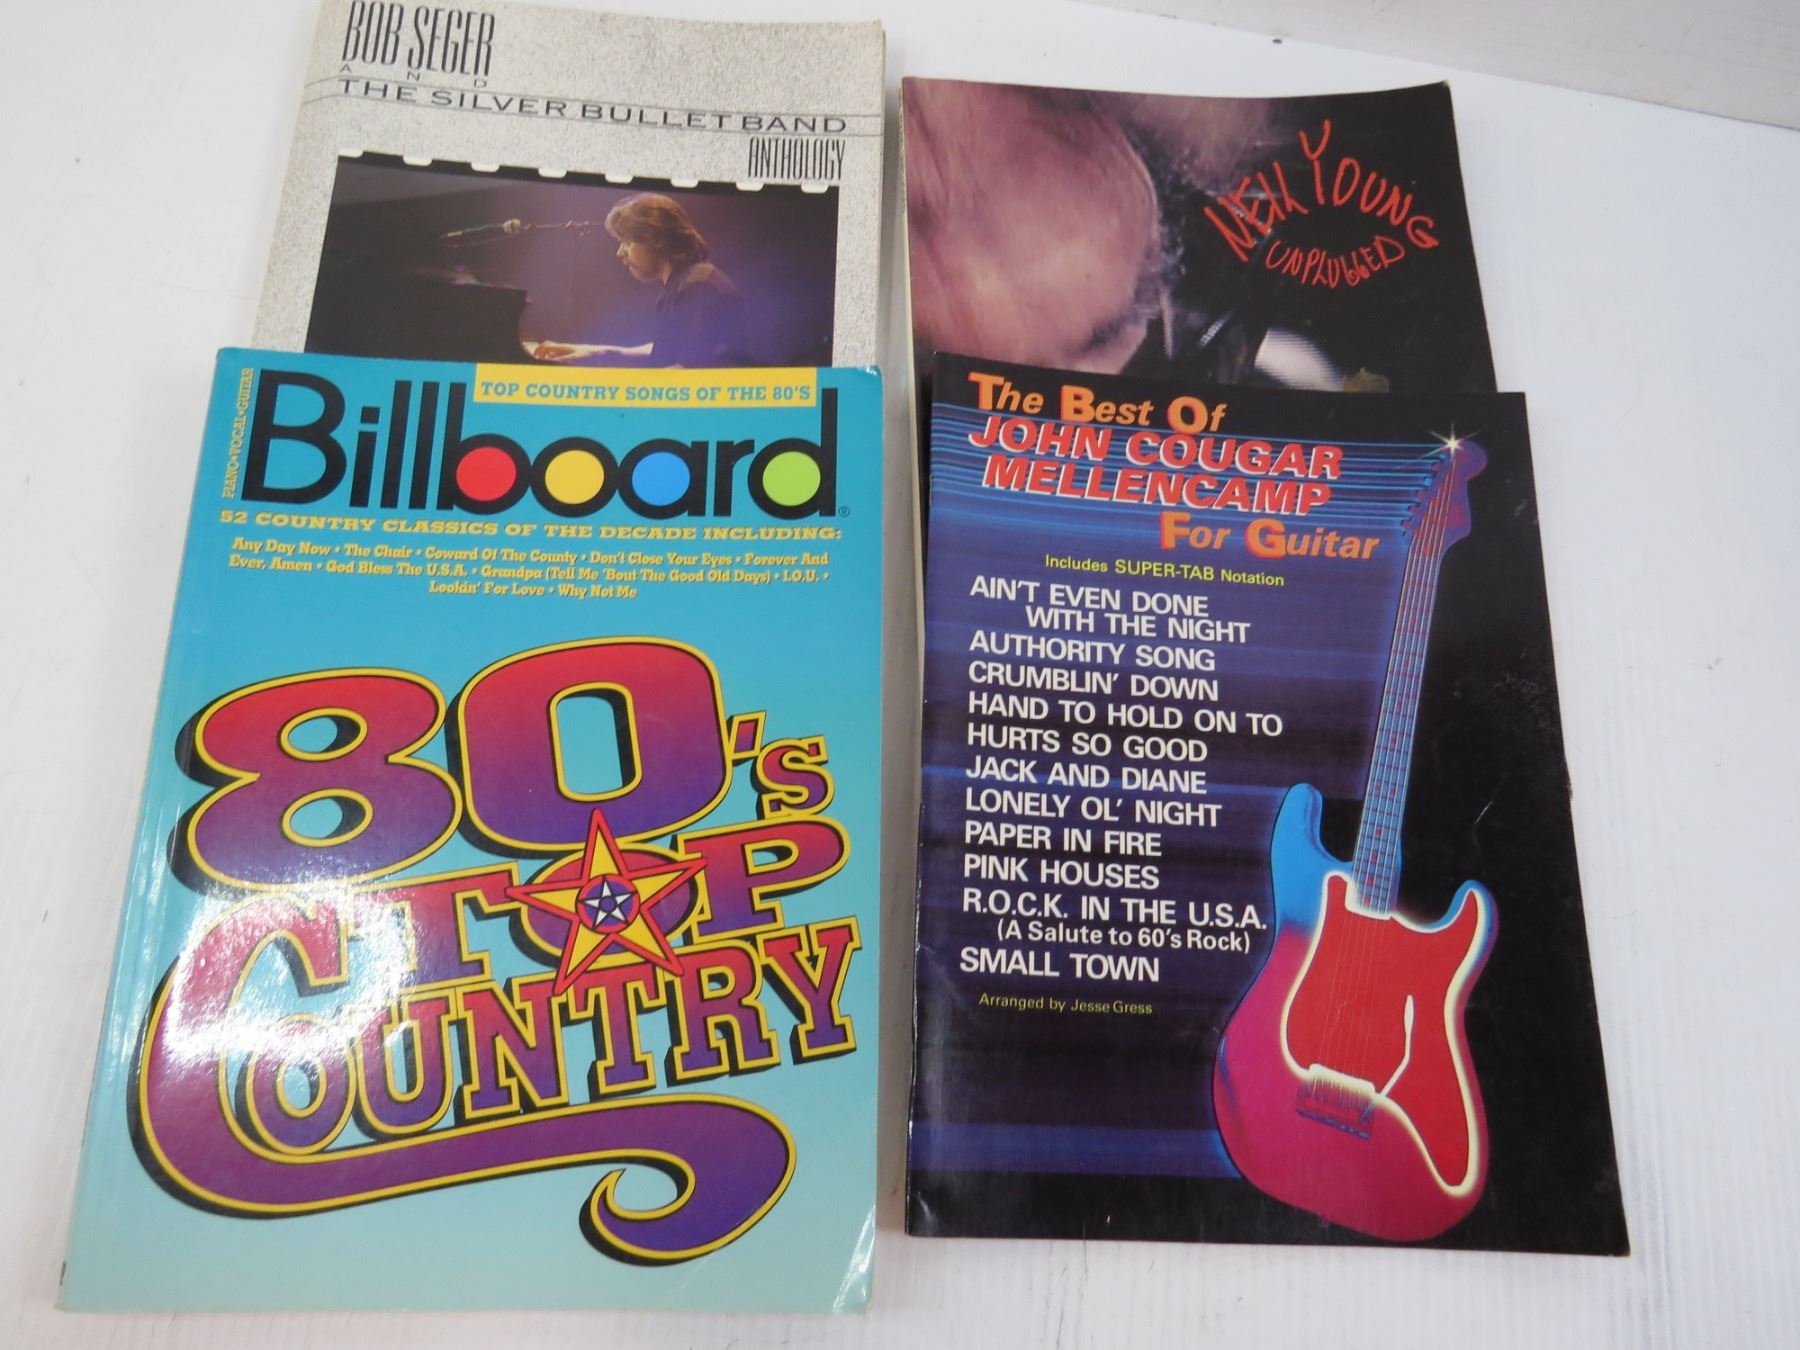 BOB SEGER
AND
THE SILVER BULLET BAND
ANTHOLOGY
NEIL YOUNG
UNPLUGGED
PIANO•VOCAL•GUITAR
TOP COUNTRY SONGS OF THE 80'S
Billboard®
52 COUNTRY CLASSICS OF THE DECADE INCLUDING:
Any Day Now • The Chair • Coward Of The County • Don't Close Your Eyes • Forever And
Ever, Amen • God Bless The U.S.A. • Grandpa (Tell Me 'Bout The Good Old Days) • I.O.U. •
Lookin' For Love • Why Not Me
80's
TOP
COUNTRY
The Best Of
JOHN COUGAR
MELLENCAMP
For Guitar
Includes SUPER-TAB Notation
AIN'T EVEN DONE
WITH THE NIGHT
AUTHORITY SONG
CRUMBLIN' DOWN
HAND TO HOLD ON TO
HURTS SO GOOD
JACK AND DIANE
LONELY OL' NIGHT
PAPER IN FIRE
PINK HOUSES
R.O.C.K. IN THE U.S.A.
(A Salute to 60's Rock)
SMALL TOWN
Arranged by Jesse Gress